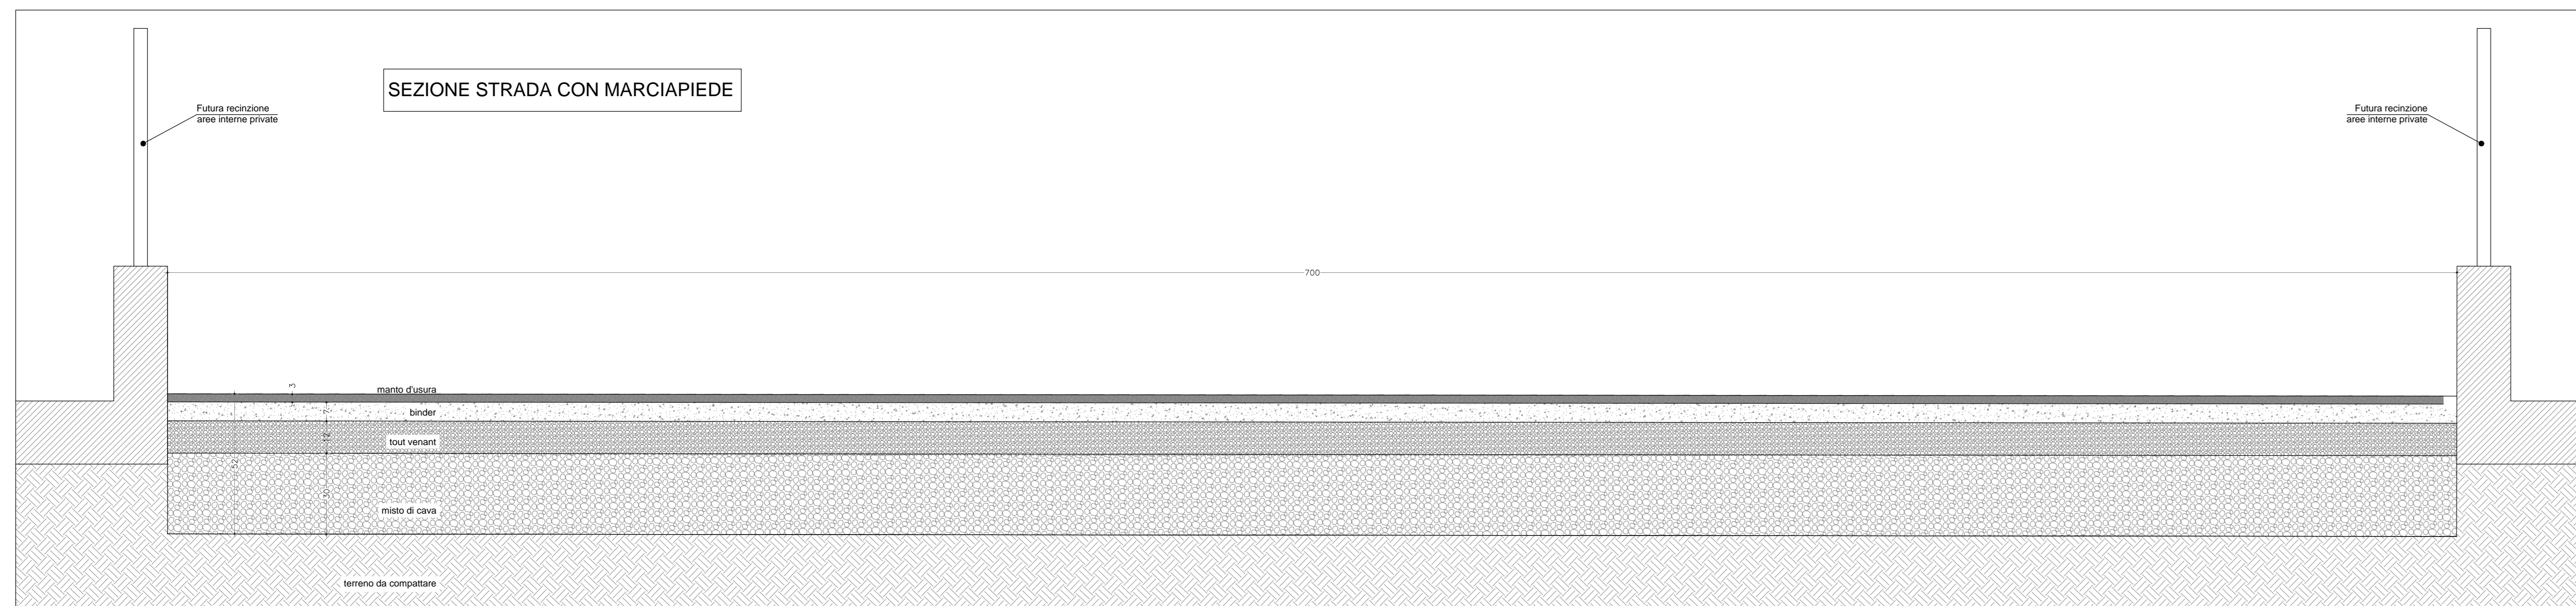 SEZIONE STRADA CON MARCIAPIEDE
Futura recinzione
aree interne private
Futura recinzione
aree interne private
700
3
manto d'usura
7
binder
12
tout venant
52
30
misto di cava
terreno da compattare